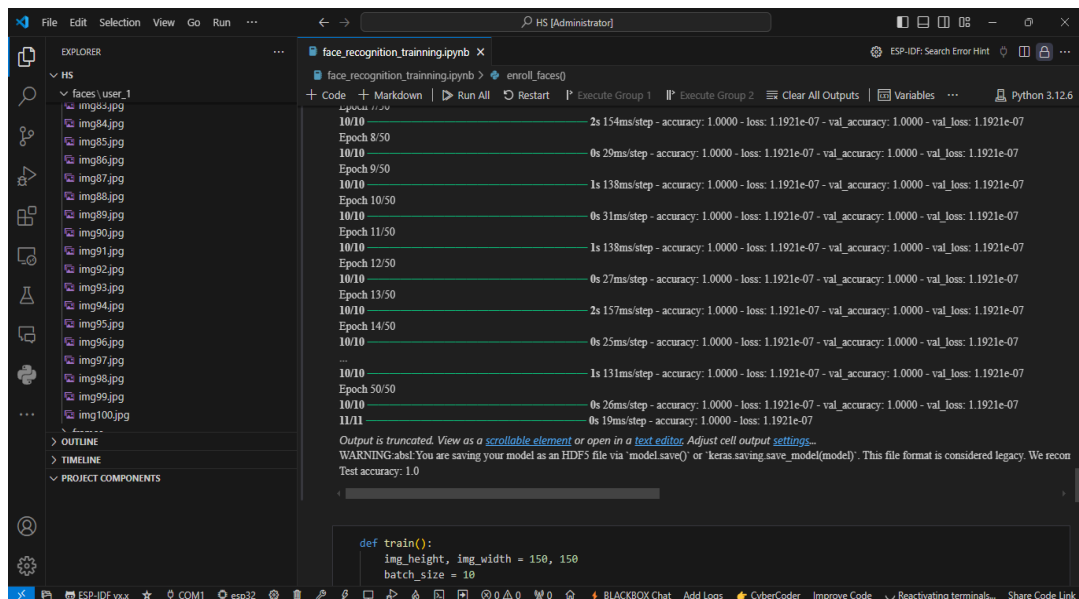 File Edit Selection View Go Run ...
HS [Administrator]
EXPLORER
HS
faces\user_1
img83.jpg
img84.jpg
img85.jpg
img86.jpg
img87.jpg
img88.jpg
img89.jpg
img90.jpg
img91.jpg
img92.jpg
img93.jpg
img94.jpg
img95.jpg
img96.jpg
img97.jpg
img98.jpg
img99.jpg
img100.jpg
frames
OUTLINE
TIMELINE
PROJECT COMPONENTS
face_recognition_trainning.ipynb
ESP-IDF: Search Error Hint
face_recognition_trainning.ipynb > enroll_faces()
+ Code + Markdown | Run All Restart Execute Group 1 Execute Group 2 Clear All Outputs | Variables ... Python 3.12.6
Epoch 7/50
10/10 2s 154ms/step - accuracy: 1.0000 - loss: 1.1921e-07 - val_accuracy: 1.0000 - val_loss: 1.1921e-07
Epoch 8/50
10/10 0s 29ms/step - accuracy: 1.0000 - loss: 1.1921e-07 - val_accuracy: 1.0000 - val_loss: 1.1921e-07
Epoch 9/50
10/10 1s 138ms/step - accuracy: 1.0000 - loss: 1.1921e-07 - val_accuracy: 1.0000 - val_loss: 1.1921e-07
Epoch 10/50
10/10 0s 31ms/step - accuracy: 1.0000 - loss: 1.1921e-07 - val_accuracy: 1.0000 - val_loss: 1.1921e-07
Epoch 11/50
10/10 1s 138ms/step - accuracy: 1.0000 - loss: 1.1921e-07 - val_accuracy: 1.0000 - val_loss: 1.1921e-07
Epoch 12/50
10/10 0s 27ms/step - accuracy: 1.0000 - loss: 1.1921e-07 - val_accuracy: 1.0000 - val_loss: 1.1921e-07
Epoch 13/50
10/10 2s 157ms/step - accuracy: 1.0000 - loss: 1.1921e-07 - val_accuracy: 1.0000 - val_loss: 1.1921e-07
Epoch 14/50
10/10 0s 25ms/step - accuracy: 1.0000 - loss: 1.1921e-07 - val_accuracy: 1.0000 - val_loss: 1.1921e-07
...
10/10 1s 131ms/step - accuracy: 1.0000 - loss: 1.1921e-07 - val_accuracy: 1.0000 - val_loss: 1.1921e-07
Epoch 50/50
10/10 0s 26ms/step - accuracy: 1.0000 - loss: 1.1921e-07 - val_accuracy: 1.0000 - val_loss: 1.1921e-07
11/11 0s 19ms/step - accuracy: 1.0000 - loss: 1.1921e-07
Output is truncated. View as a scrollable element or open in a text editor. Adjust cell output settings...
WARNING:absl:You are saving your model as an HDF5 file via `model.save()` or `keras.saving.save_model(model)`. This file format is considered legacy. We recom
Test accuracy: 1.0
def train():
img_height, img_width = 150, 150
batch_size = 10
ESP-IDF vx.x COM1 esp32 0 0 0 BLACKBOX Chat Add Logs CyberCoder Improve Code Reactivating terminals... Share Code Link